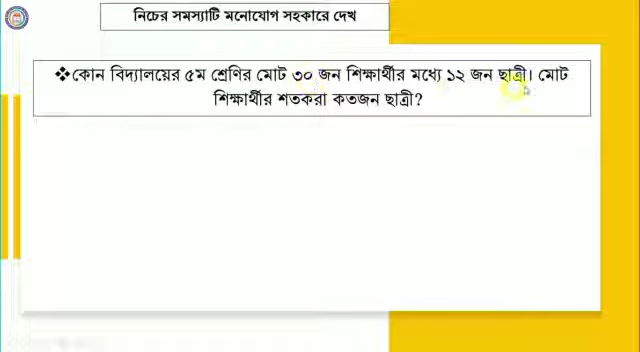 নিচের সমস্যাটি মনোযোগ সহকারে দেখ
❖কোন বিদ্যালয়ের ৫ম শ্রেণির মোট ৩০ জন শিক্ষার্থীর মধ্যে ১২ জন ছাত্রী। মোট
শিক্ষার্থীর শতকরা কতজন ছাত্রী?